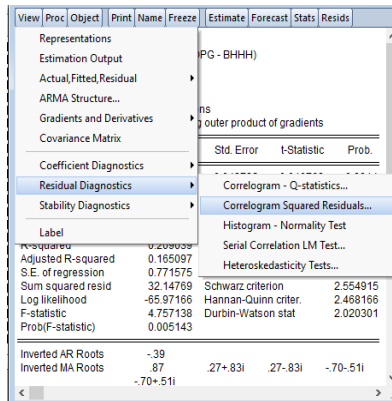 View Proc Object Print Name Freeze Estimate Forecast Stats Resids
Representations
Estimation Output
PG - BHHH)
Actual,Fitted,Residual
ARMA Structure...
Gradients and Derivatives
ns
outer product of gradients
Covariance Matrix
Std. Error t-Statistic Prob.
Coefficient Diagnostics
Residual Diagnostics
Correlogram - Q-statistics...
Stability Diagnostics
Correlogram Squared Residuals...
Label
Histogram - Normality Test
R-squared 0.209039
Serial Correlation LM Test...
Adjusted R-squared 0.165097
Heteroskedasticity Tests...
S.E. of regression 0.771575
Sum squared resid 32.14769 Schwarz criterion 2.554915
Log likelihood -65.97166 Hannan-Quinn criter. 2.468166
F-statistic 4.757138 Durbin-Watson stat 2.020301
Prob(F-statistic) 0.005143
Inverted AR Roots -.39
Inverted MA Roots .87 .27+.83i .27-.83i -.70-.51i
-.70+.51i